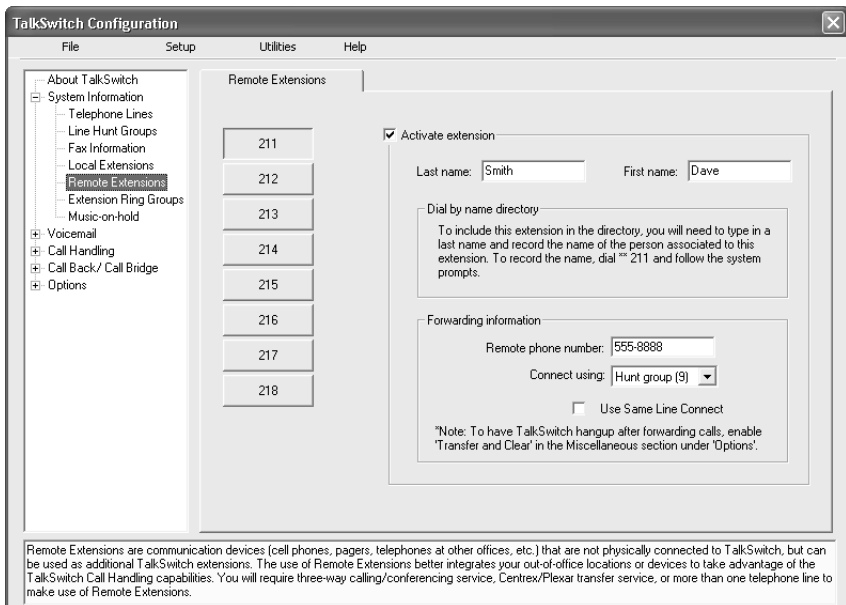 TalkSwitch Configuration
File Setup Utilities Help
About TalkSwitch
System Information
Telephone Lines
Line Hunt Groups
Fax Information
Local Extensions
Remote Extensions
Extension Ring Groups
Music-on-hold
Voicemail
Call Handling
Call Back/ Call Bridge
Options
Remote Extensions
211
212
213
214
215
216
217
218
Activate extension
Last name: Smith First name: Dave
Dial by name directory
To include this extension in the directory, you will need to type in a
last name and record the name of the person associated to this
extension. To record the name, dial ** 211 and follow the system
prompts.
Forwarding information
Remote phone number: 555-8888
Connect using: Hunt group (9)
Use Same Line Connect
*Note: To have TalkSwitch hangup after forwarding calls, enable
'Transfer and Clear' in the Miscellaneous section under 'Options'.
Remote Extensions are communication devices (cell phones, pagers, telephones at other offices, etc.) that are not physically connected to TalkSwitch, but can
be used as additional TalkSwitch extensions. The use of Remote Extensions better integrates your out-of-office locations or devices to take advantage of the
TalkSwitch Call Handling capabilities. You will require three-way calling/conferencing service, Centrex/Plexar transfer service, or more than one telephone line to
make use of Remote Extensions.